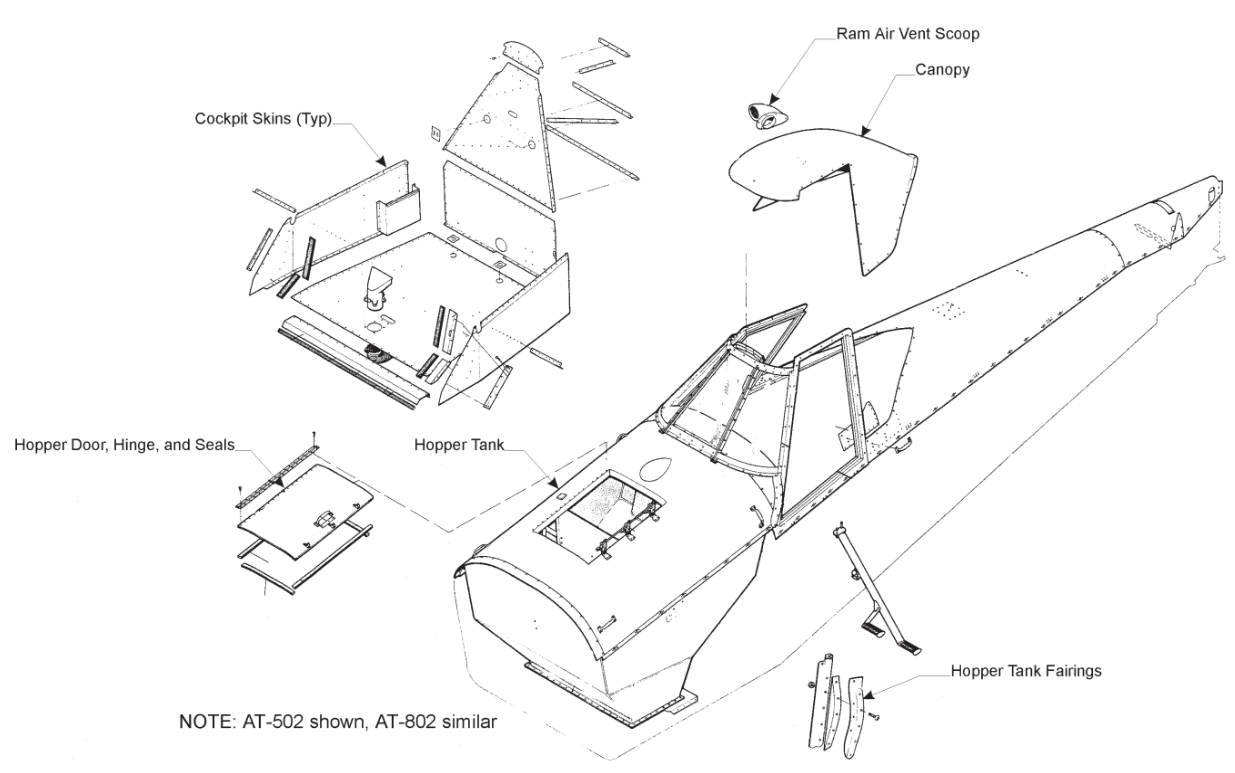 Ram Air Vent Scoop
Canopy
Cockpit Skins (Typ)
Hopper Door, Hinge, and Seals
Hopper Tank
Hopper Tank Fairings
NOTE: AT-502 shown, AT-802 similar